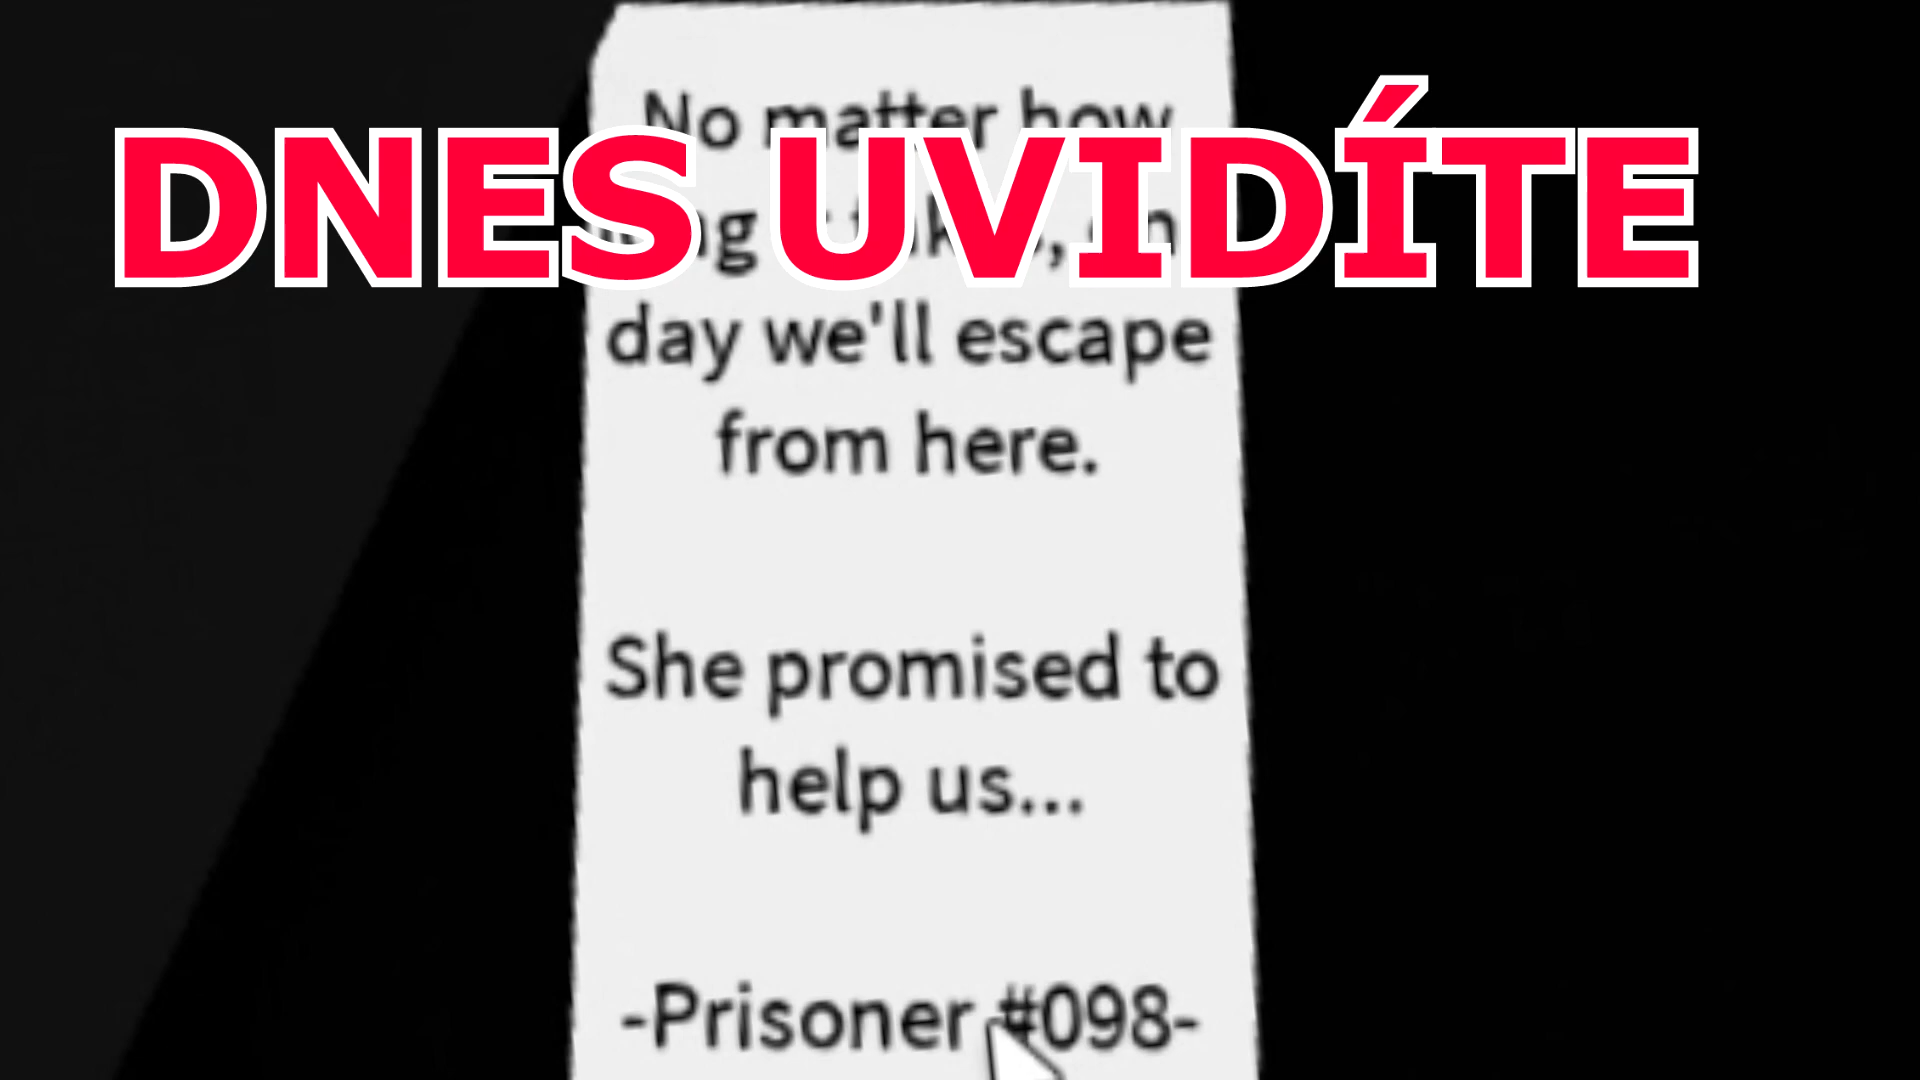 No matter how
DNES UVIDÍTE
day we'll escape
from here.
She promised to
help us...
-Prisoner #098-